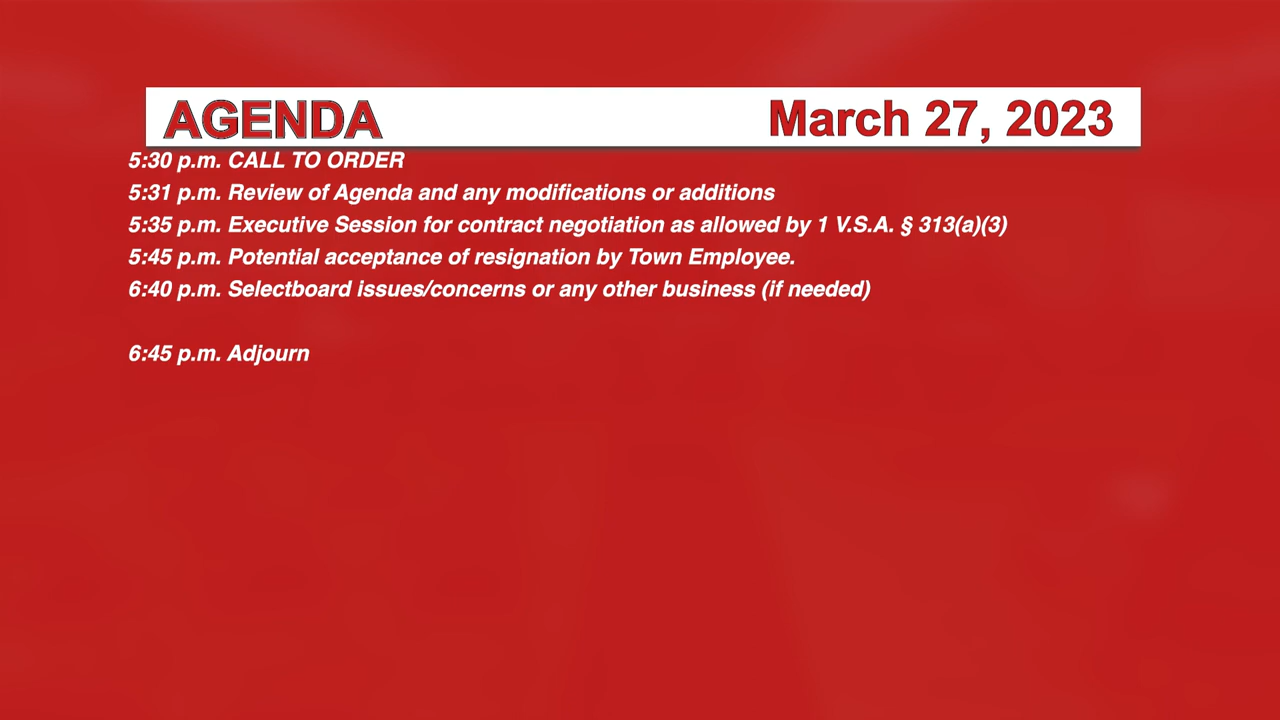 AGENDA March 27, 2023
5:30 p.m. CALL TO ORDER
5:31 p.m. Review of Agenda and any modifications or additions
5:35 p.m. Executive Session for contract negotiation as allowed by 1 V.S.A. § 313(a)(3)
5:45 p.m. Potential acceptance of resignation by Town Employee.
6:40 p.m. Selectboard issues/concerns or any other business (if needed)
6:45 p.m. Adjourn